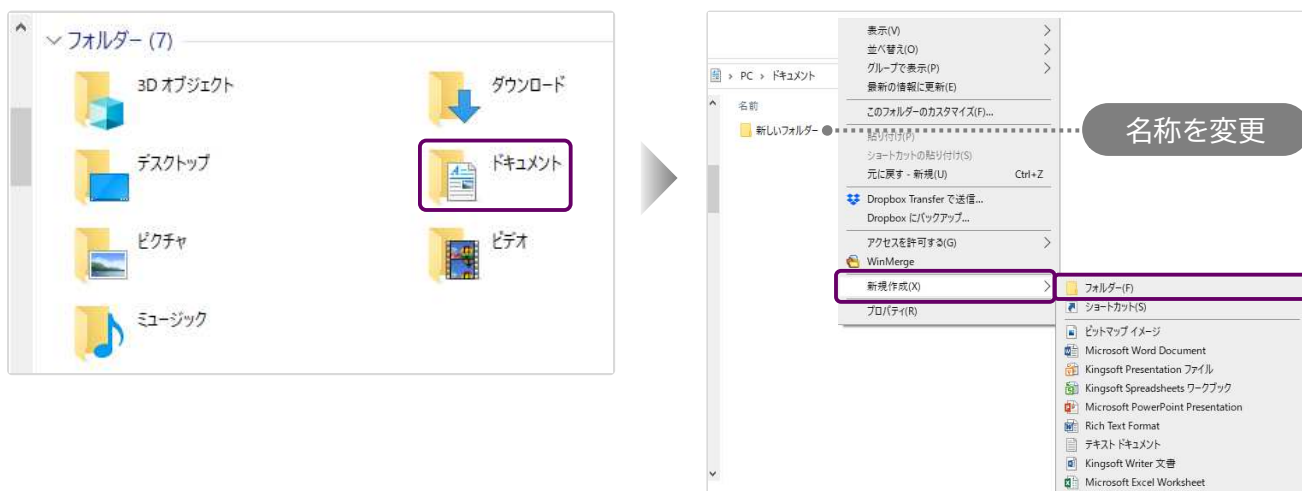 フォルダー (7)
3D オブジェクト
ダウンロード
デスクトップ
ドキュメント
ピクチャ
ビデオ
ミュージック
PC > ドキュメント
名前
新しいフォルダー
名称を変更
表示(V)
並べ替え(O)
グループで表示(P)
最新の情報に更新(E)
このフォルダーのカスタマイズ(F)...
貼り付け(P)
ショートカットの貼り付け(S)
元に戻す - 新規(U) Ctrl+Z
Dropbox Transfer で送信...
Dropbox にバックアップ...
アクセスを許可する(G)
WinMerge
新規作成(X)
プロパティ(R)
フォルダー(F)
ショートカット(S)
ビットマップ イメージ
Microsoft Word Document
Kingsoft Presentation ファイル
Kingsoft Spreadsheets ワークブック
Microsoft PowerPoint Presentation
Rich Text Format
テキスト ドキュメント
Kingsoft Writer 文書
Microsoft Excel Worksheet